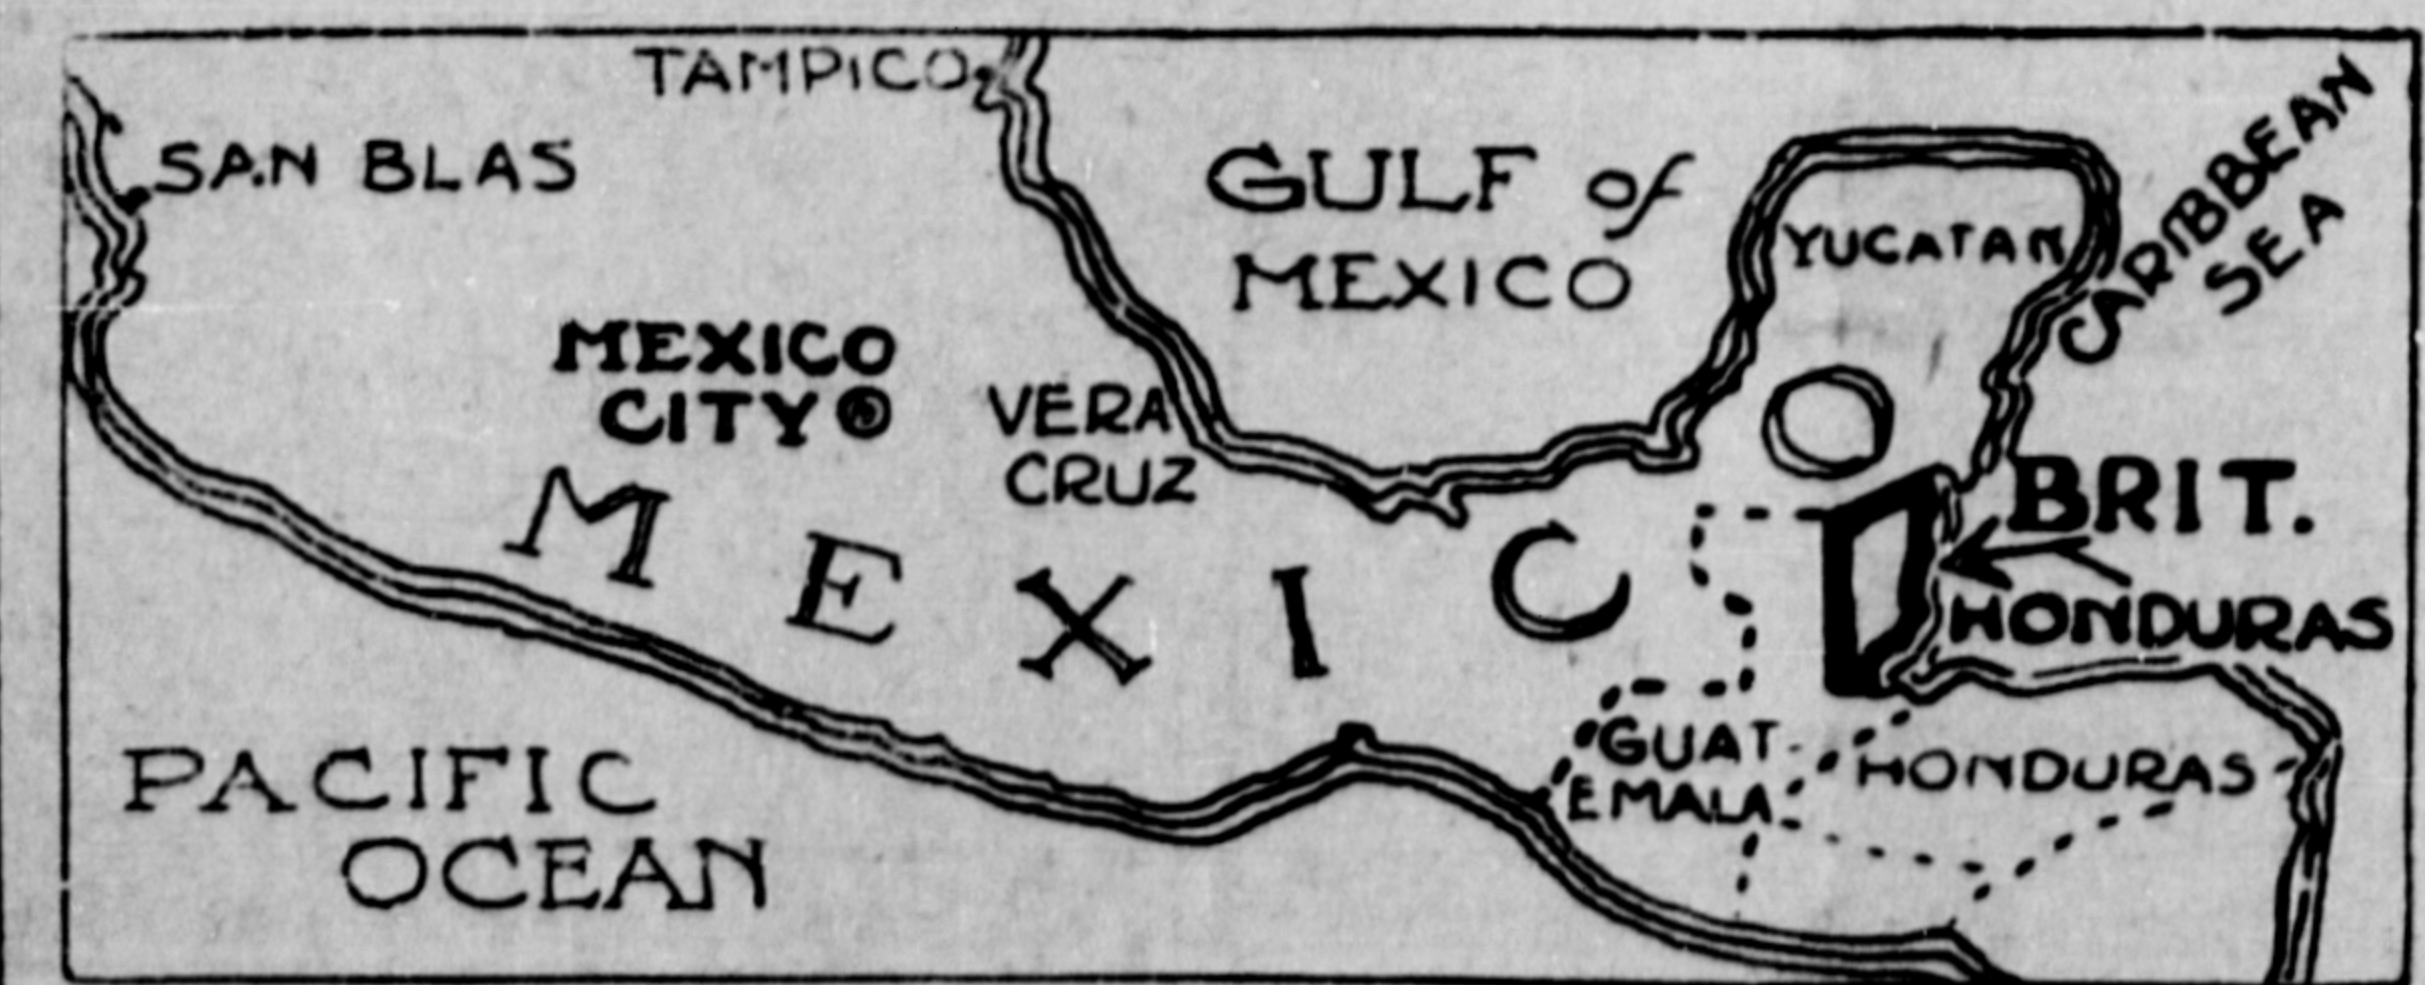 TAMPICO
SAN BLAS
GULF of
MEXICO
CARIBBEAN
SEA
YUCATAN
MEXICO
CITY
VERA
CRUZ
MEXICO
BRIT.
HONDURAS
PACIFIC
OCEAN
GUAT-
EMALA
HONDURAS